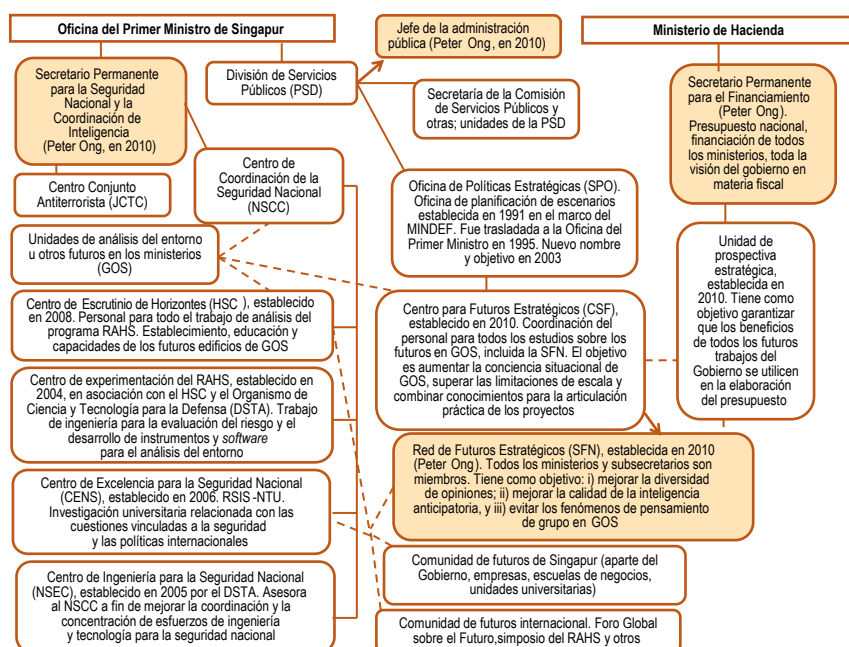 Oficina del Primer Ministro de Singapur
Jefe de la administración
pública (Peter Ong, en 2010)
Ministerio de Hacienda
Secretario Permanente
para la Seguridad
Nacional y la
Coordinación de
Inteligencia
(Peter Ong, en 2010)
División de Servicios
Públicos (PSD)
Secretaría de la Comisión
de Servicios Públicos y
otras; unidades de la PSD
Secretario Permanente
para el Financiamiento
(Peter Ong).
Presupuesto nacional,
financiación de todos
los ministerios, toda la
visión del gobierno en
materia fiscal
Centro Conjunto
Antiterrorista (JCTC)
Centro de
Coordinación de la
Seguridad Nacional
(NSCC)
Oficina de Políticas Estratégicas (SPO).
Oficina de planificación de escenarios
establecida en 1991 en el marco del
MINDEF. Fue trasladada a la Oficina del
Primer Ministro en 1995. Nuevo nombre
y objetivo en 2003
Unidades de análisis del entorno
u otros futuros en los ministerios
(GOS)
Unidad de
prospectiva
estratégica,
establecida en
2010. Tiene como
objetivo garantizar
que los beneficios
de todos los futuros
trabajos del
Gobierno se utilicen
en la elaboración
del presupuesto
Centro de Escrutinio de Horizontes (HSC ), establecido
en 2008. Personal para todo el trabajo de análisis del
programa RAHS. Establecimiento, educación y
capacidades de los futuros edificios de GOS
Centro para Futuros Estratégicos (CSF),
establecido en 2010. Coordinación del
personal para todos los estudios sobre los
futuros en GOS, incluida la SFN. El objetivo
es aumentar la conciencia situacional de
GOS, superar las limitaciones de escala y
combinar conocimientos para la articulación
práctica de los proyectos
Centro de experimentación del RAHS, establecido en
2004, en asociación con el HSC y el Organismo de
Ciencia y Tecnología para la Defensa (DSTA). Trabajo
de ingeniería para la evaluación del riesgo y el
desarrollo de instrumentos y software
para el análisis del entorno
Red de Futuros Estratégicos (SFN), establecida en 2010
(Peter Ong). Todos los ministerios y subsecretarios son
miembros. Tiene como objetivo: i) mejorar la diversidad
de opiniones; ii) mejorar la calidad de la inteligencia
anticipatoria, y iii) evitar los fenómenos de pensamiento
de grupo en GOS
Centro de Excelencia para la Seguridad Nacional
(CENS), establecido en 2006. RSIS -NTU.
Investigación universitaria relacionada con las
cuestiones vinculadas a la seguridad
y las políticas internacionales
Comunidad de futuros de Singapur (aparte del
Gobierno, empresas, escuelas de negocios,
unidades universitarias)
Centro de Ingeniería para la Seguridad Nacional
(NSEC), establecido en 2005 por el DSTA. Asesora
al NSCC a fin de mejorar la coordinación y la
concentración de esfuerzos de ingeniería
y tecnología para la seguridad nacional
Comunidad de futuros internacional. Foro Global
sobre el Futuro,simposio del RAHS y otros